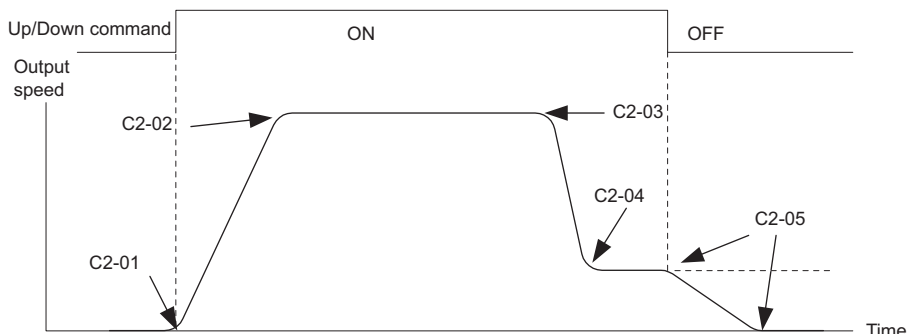 Up/Down command
ON
OFF
Output
speed
C2-02
C2-03
C2-04
C2-05
C2-01
Time